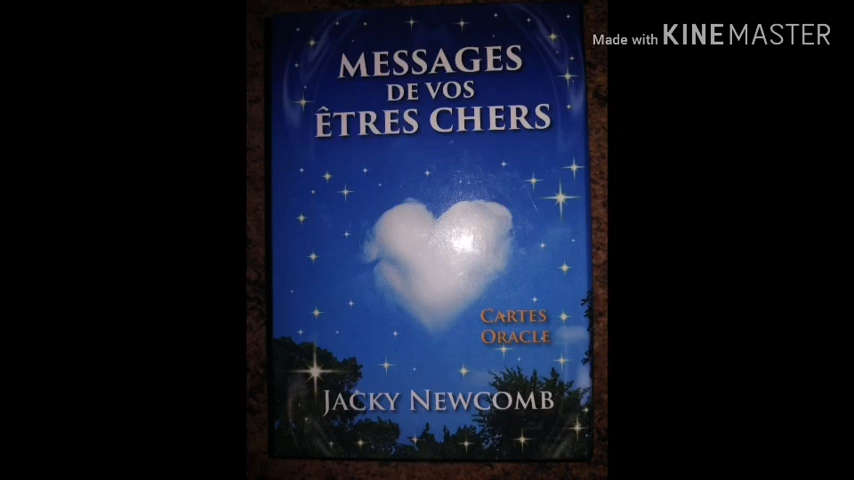 Made with KINEMASTER
MESSAGES
DE VOS
ÊTRES CHERS
CARTES
ORACLE
JACKY NEWCOMB